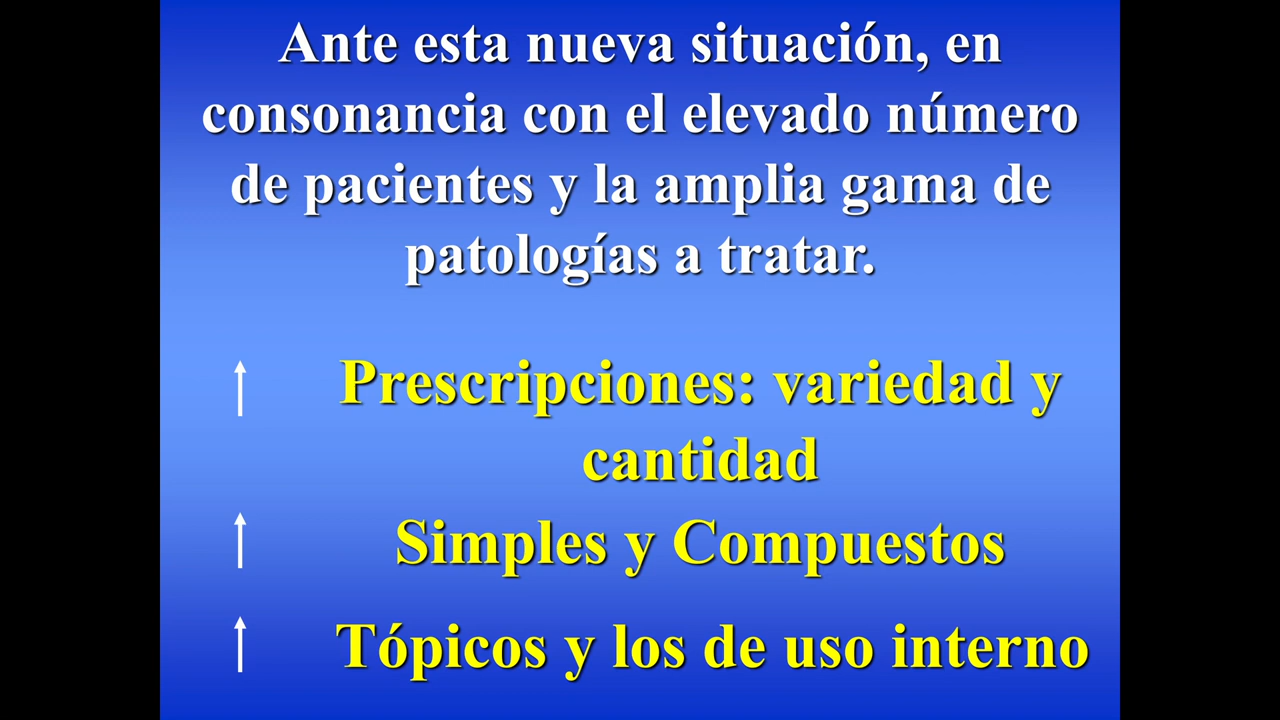 Ante esta nueva situación, en
consonancia con el elevado número
de pacientes y la amplia gama de
patologías a tratar.
Prescripciones: variedad y
cantidad
Simples y Compuestos
Tópicos y los de uso interno